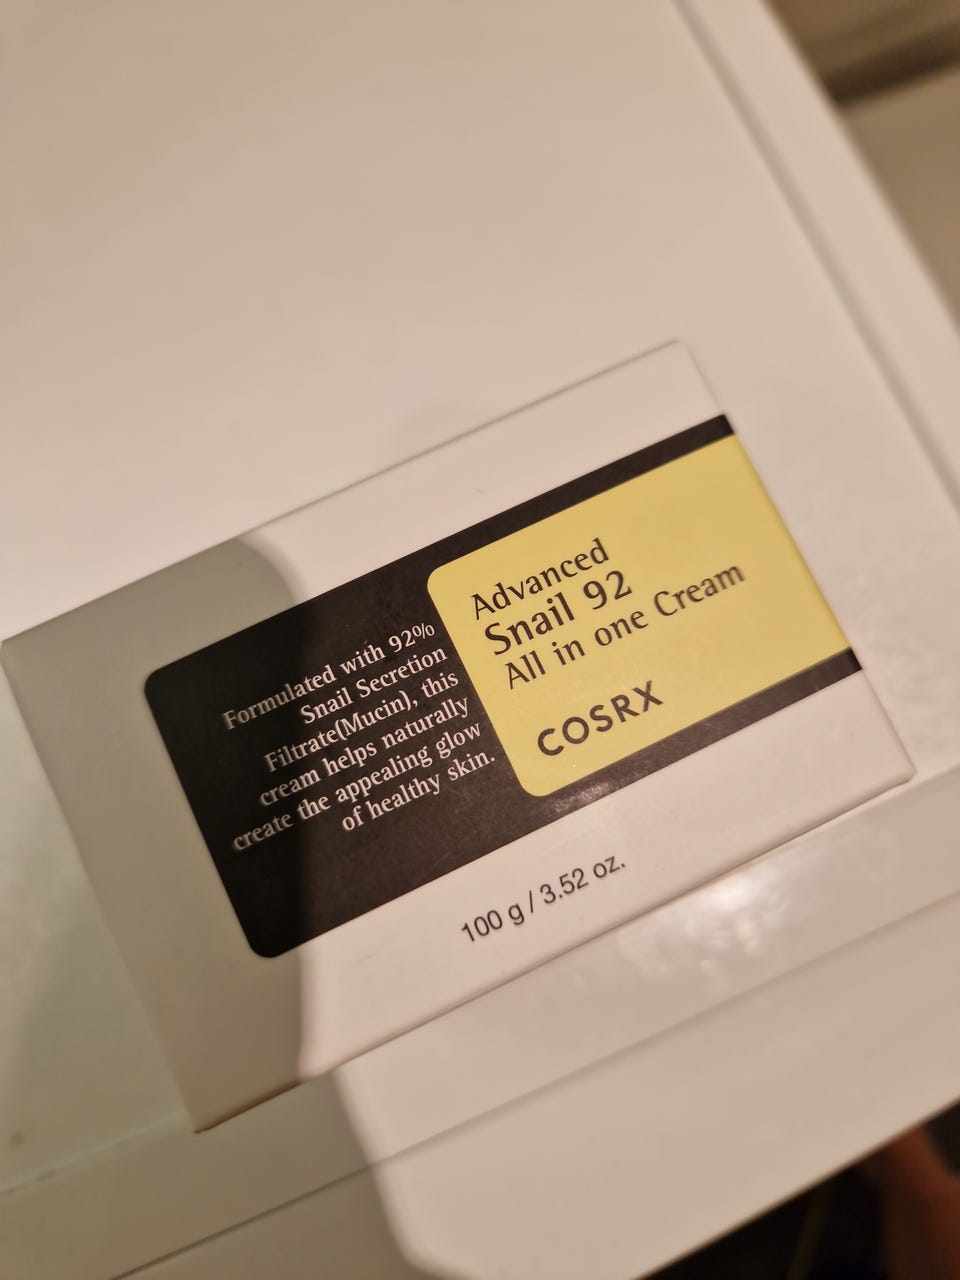 Formulated with 92%
Snail Secretion
Filtrate(Mucin), this
cream helps naturally
create the appealing glow
of healthy skin.
Advanced
Snail 92
All in one Cream
COSRX
100 g / 3.52 oz.